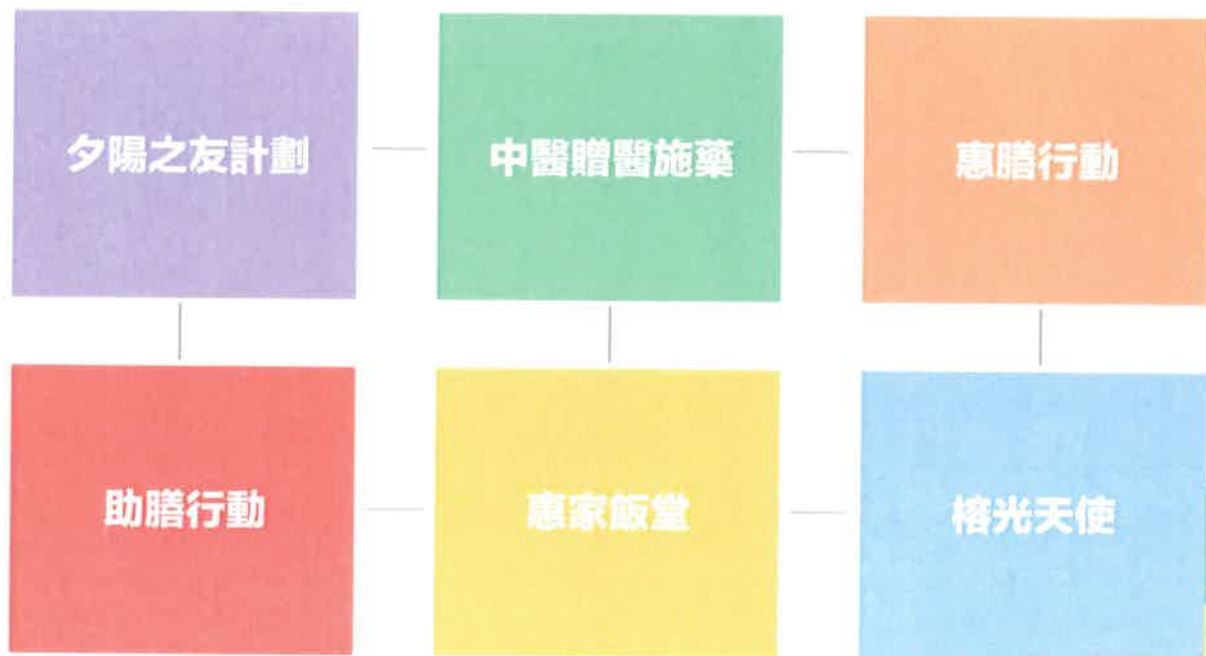 夕陽之友計劃
中醫贈醫施藥
惠膳行動
助膳行動
惠家飯堂
榕光天使